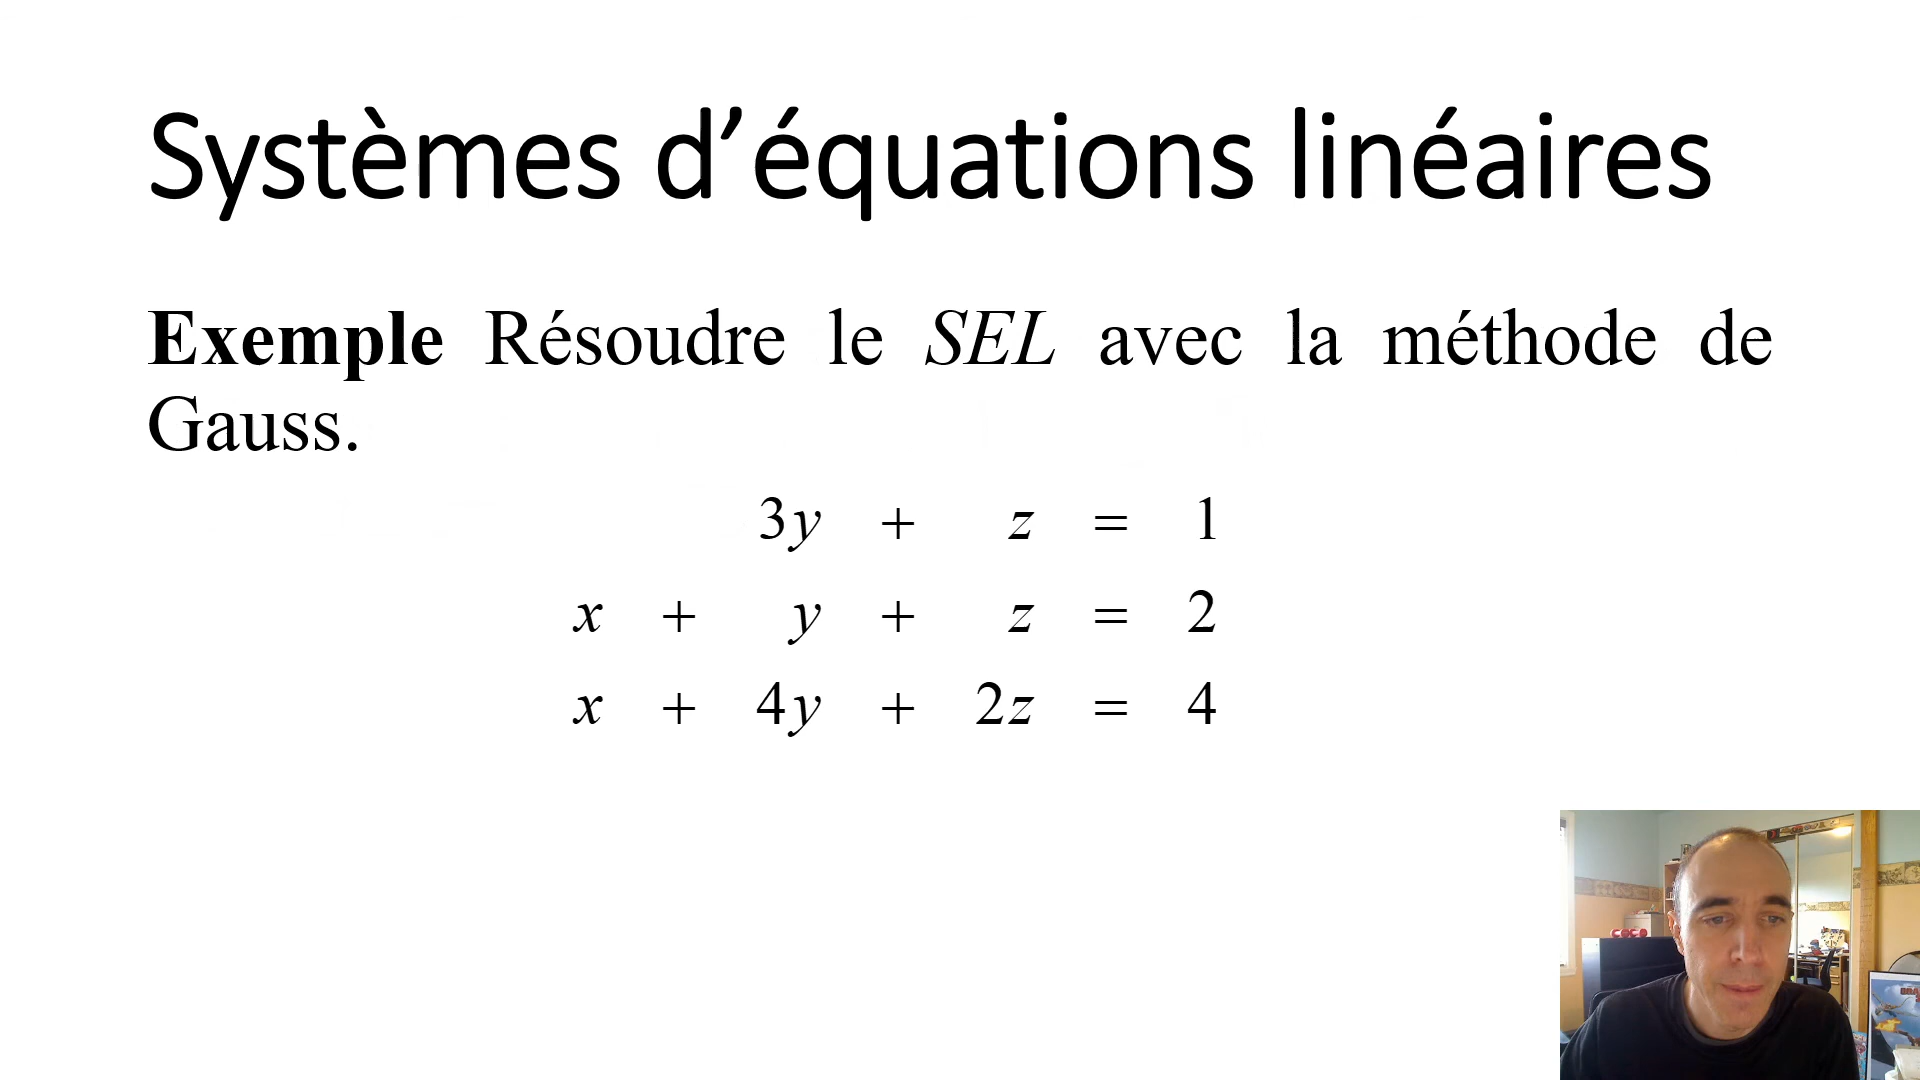 Systèmes d’équations linéaires
Exemple Résoudre le SEL avec la méthode de
Gauss.
3y + z = 1
x + y + z = 2
x + 4y + 2z = 4